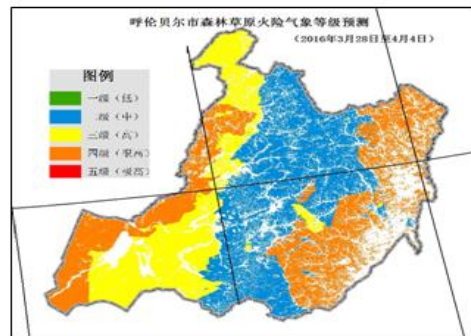 呼伦贝尔市森林草原火险气象等级预测
（2016年3月28日至4月4日）
图例
一级（低）
二级（中）
三级（高）
四级（很高）
五级（极高）